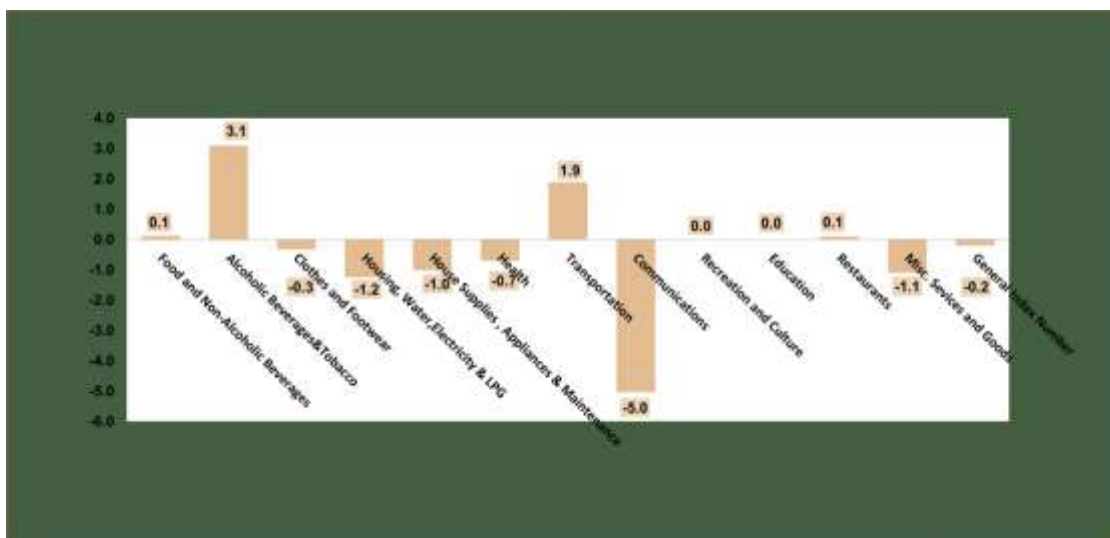 4.0
3.0
2.0
1.0
0.0
-1.0
-2.0
-3.0
-4.0
-5.0
-6.0
0.1
3.1
-0.3
-1.2
-1.0
-0.7
1.9
-5.0
0.0
0.0
0.1
-1.1
-0.2
Food and Non-Alcoholic Beverages
Alcoholic Beverages&Tobacco
Clothes and Footwear
Housing, Water,Electricity & LPG
House Supplies , Appliances & Maintenance
Health
Transportation
Communications
Recreation and Culture
Education
Restaurants
Misc. Sevices and Goods
General Index Number